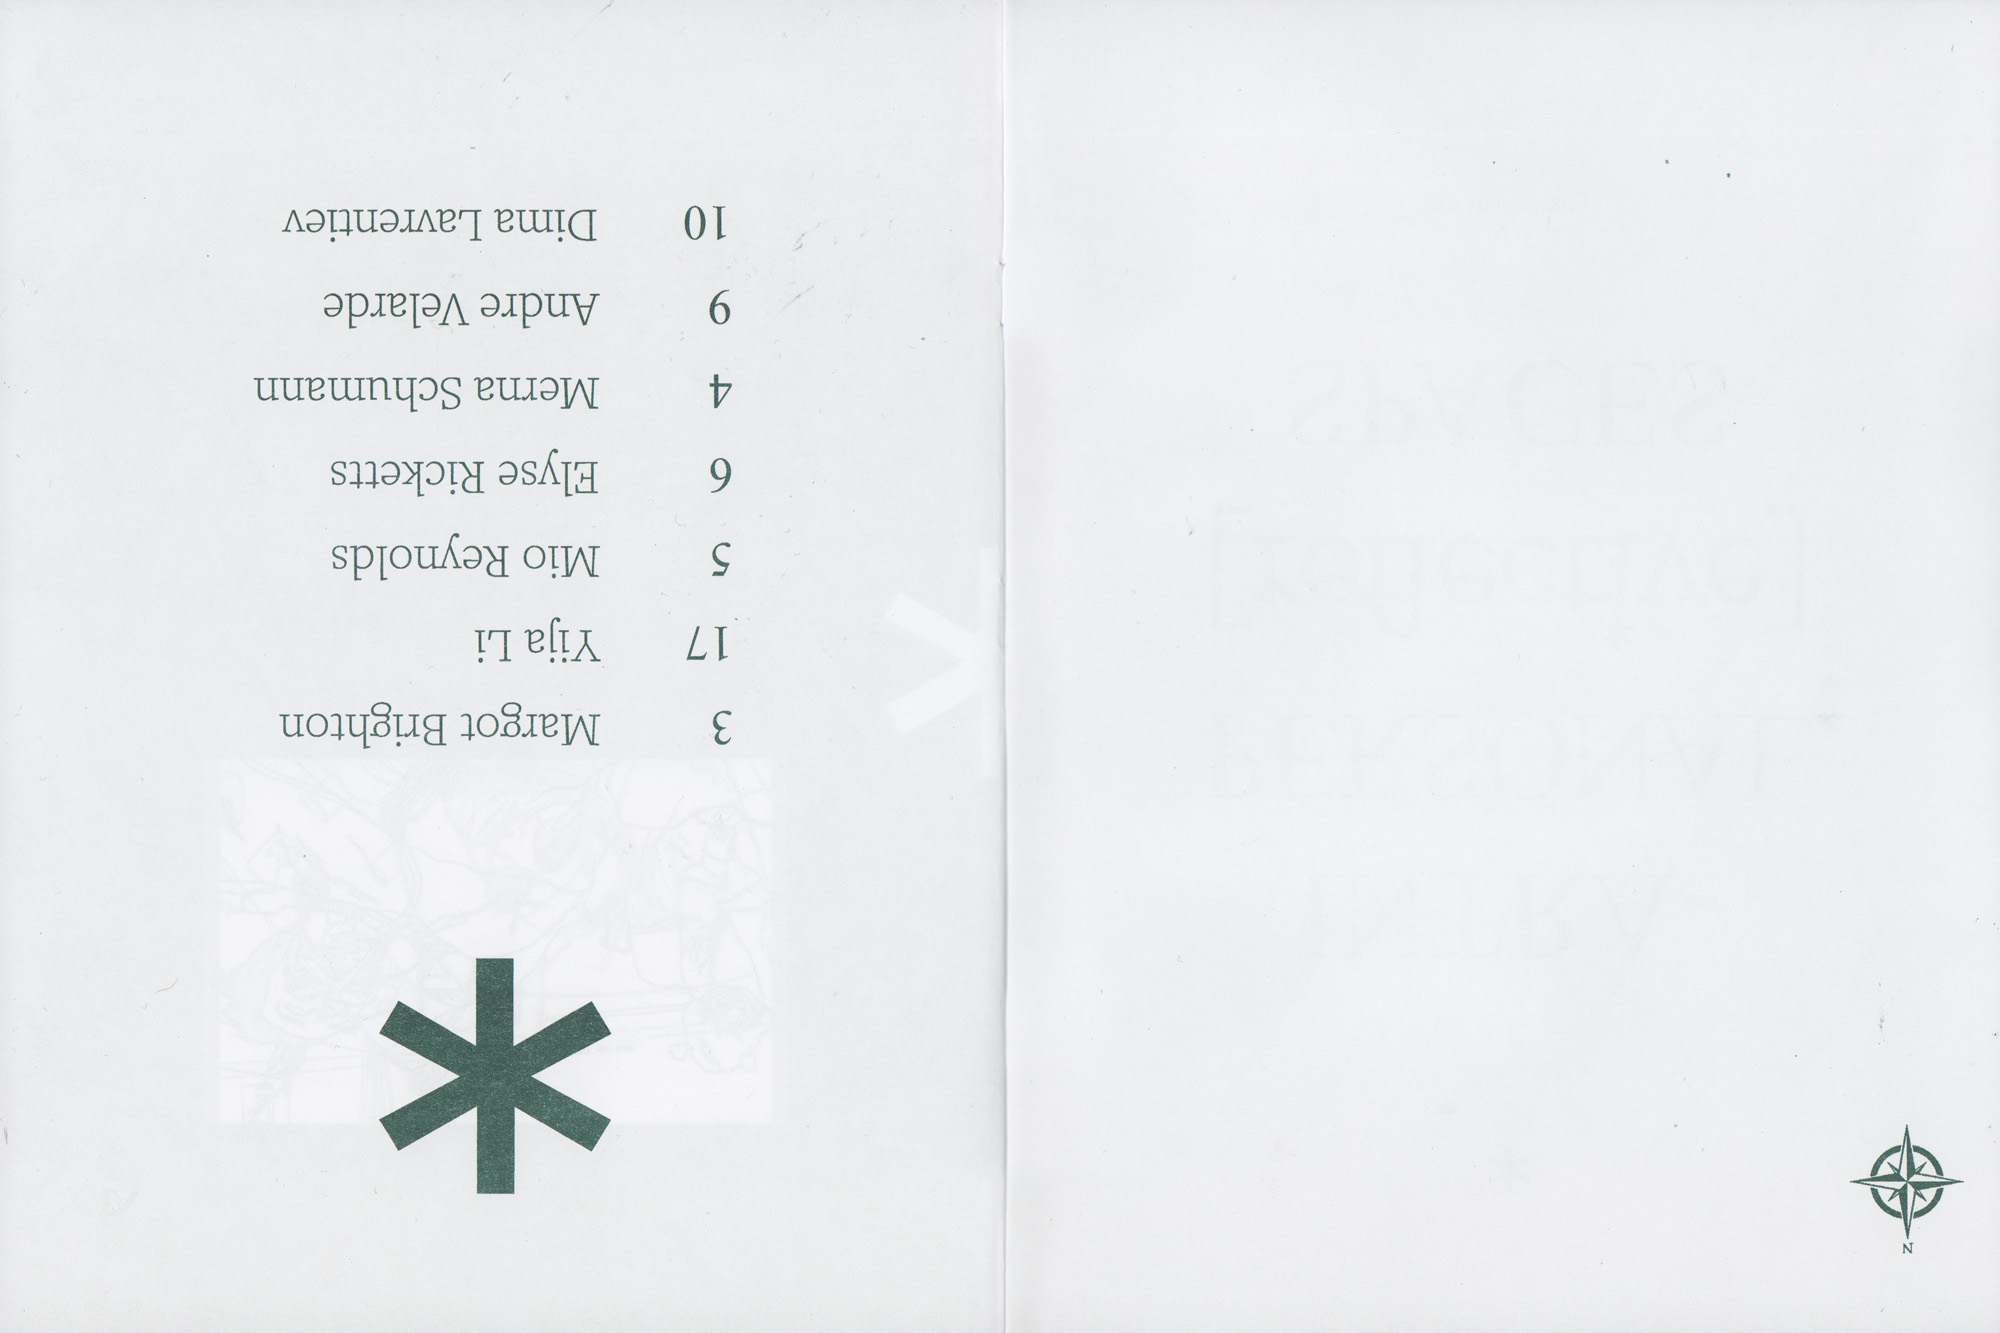 N
3 Margot Brighton
17 Yija Li
5 Mio Reynolds
6 Elyse Ricketts
4 Merna Schumann
9 Andre Velarde
10 Dima Lavrentiev